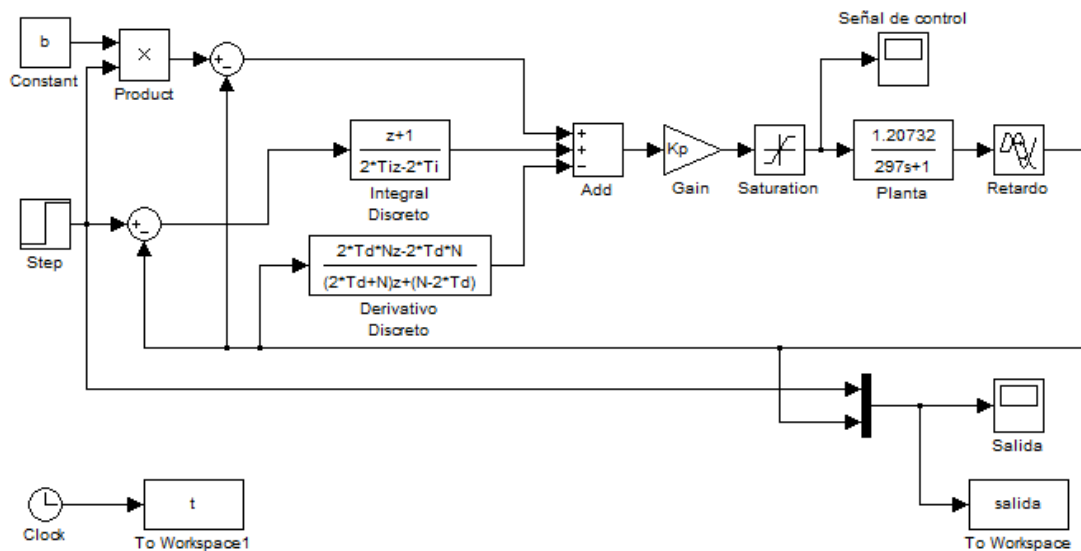 Señal de control
b
Constant
×
Product
+
−
z+1
2*Tiz-2*Ti
Integral
Discreto
+
+
−
Add
Kp
Gain
Saturation
1.20732
297s+1
Planta
Retardo
Step
+
−
2*Td*Nz-2*Td*N
(2*Td+N)z+(N-2*Td)
Derivativo
Discreto
Salida
Clock
t
To Workspace1
salida
To Workspace